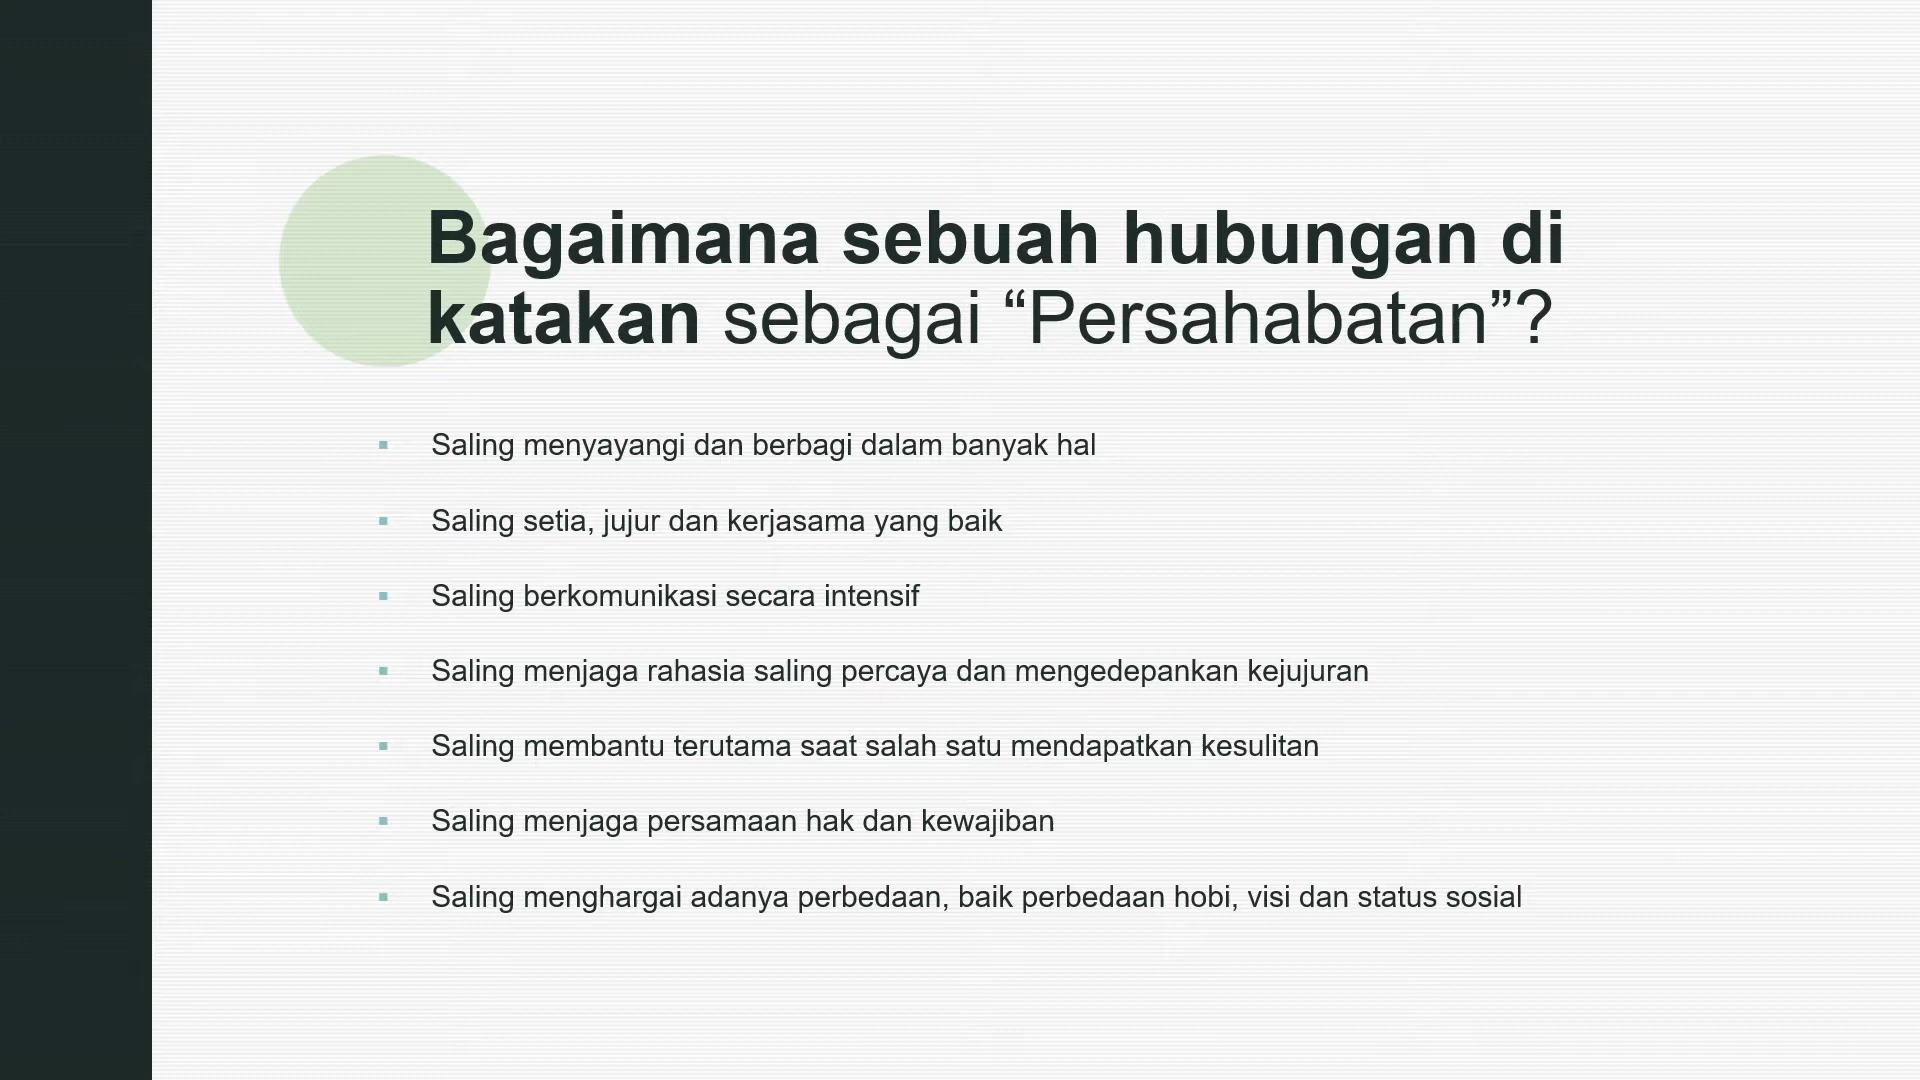 Bagaimana sebuah hubungan di
katakan sebagai “Persahabatan”?
Saling menyayangi dan berbagi dalam banyak hal
Saling setia, jujur dan kerjasama yang baik
Saling berkomunikasi secara intensif
Saling menjaga rahasia saling percaya dan mengedepankan kejujuran
Saling membantu terutama saat salah satu mendapatkan kesulitan
Saling menjaga persamaan hak dan kewajiban
Saling menghargai adanya perbedaan, baik perbedaan hobi, visi dan status sosial